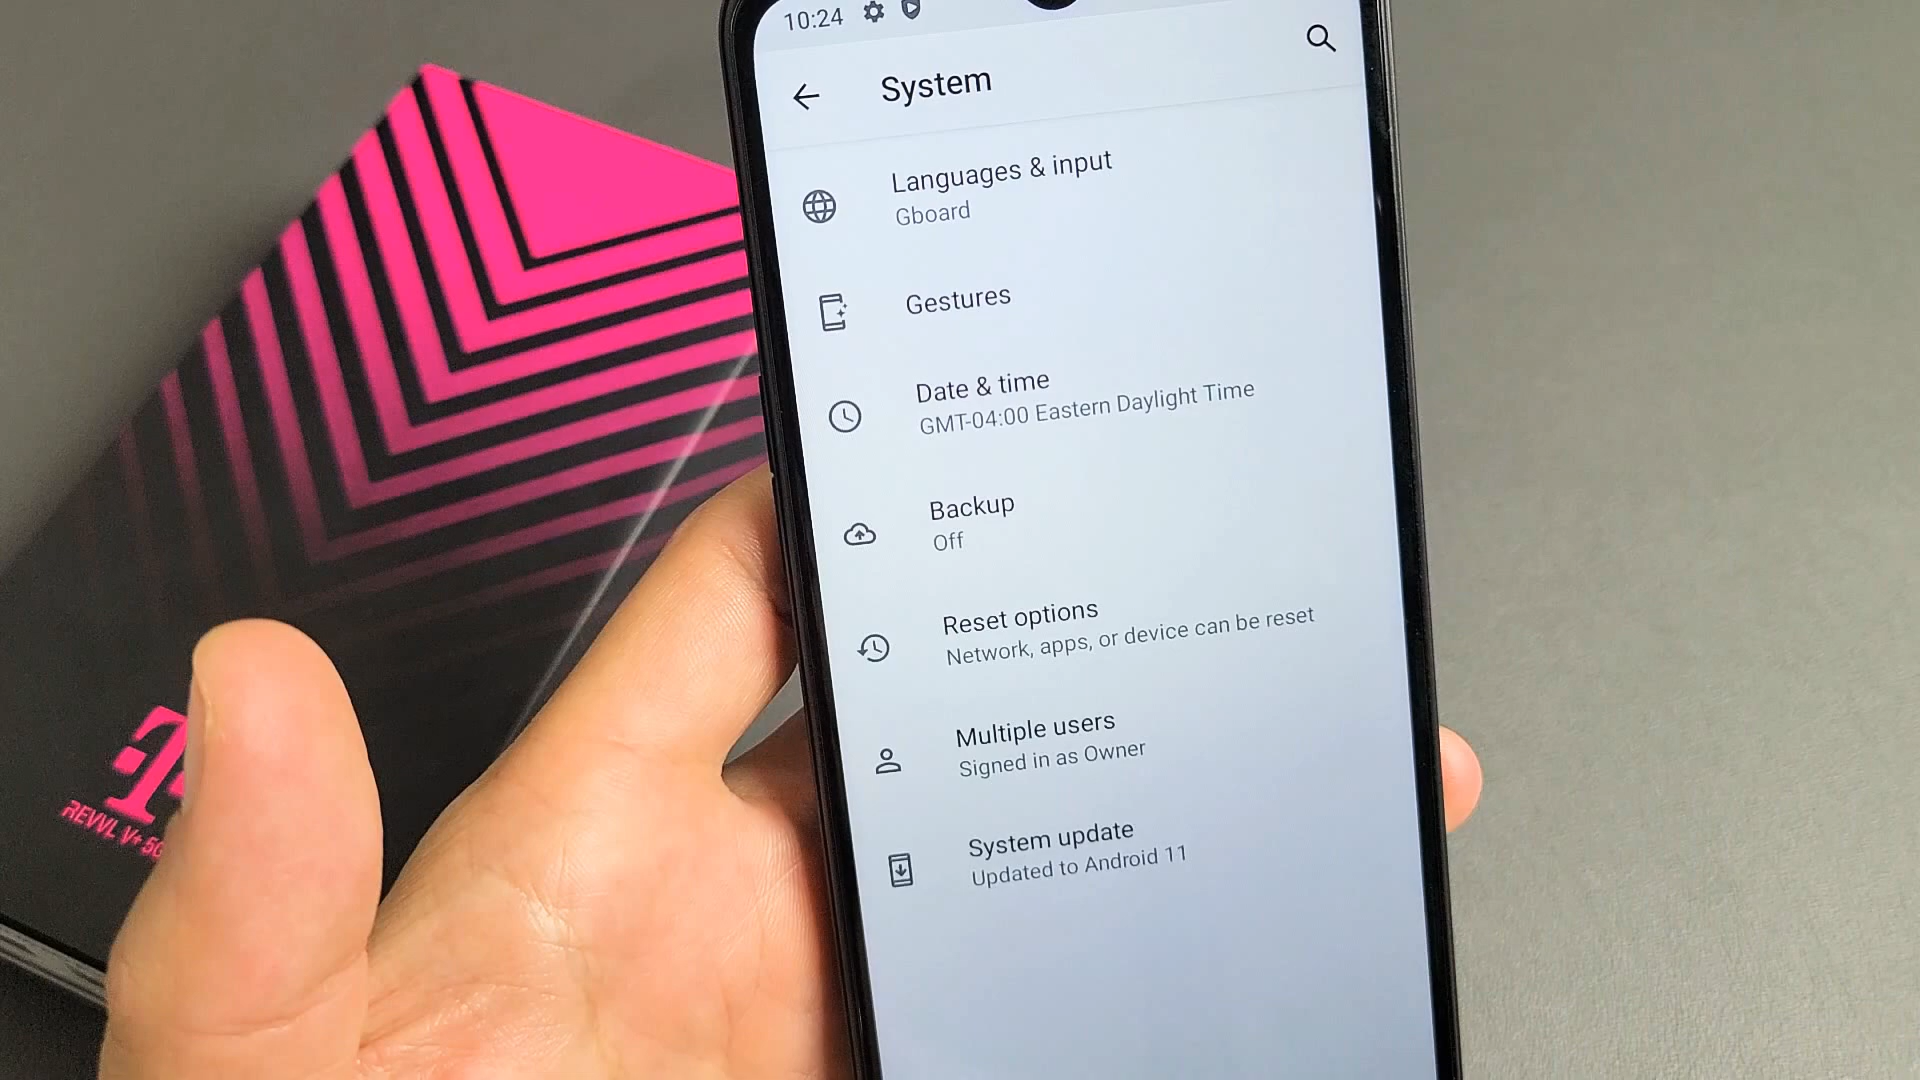 10:24
System
Languages & input
Gboard
Gestures
Date & time
GMT-04:00 Eastern Daylight Time
Backup
Off
Reset options
Network, apps, or device can be reset
Multiple users
Signed in as Owner
System update
Updated to Android 11
T
REVVL V+ 5G